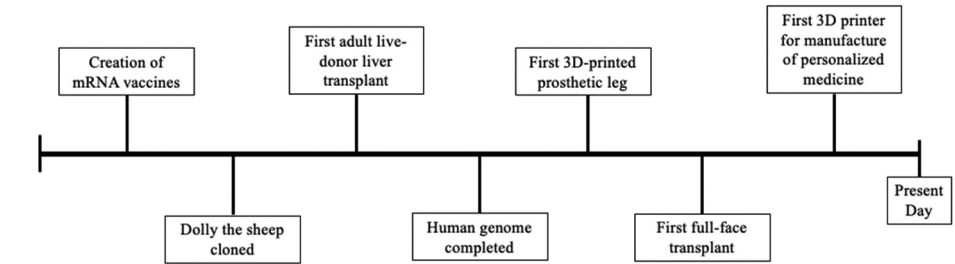 Creation of
mRNA vaccines
Dolly the sheep
cloned
First adult live-
donor liver
transplant
Human genome
completed
First 3D-printed
prosthetic leg
First full-face
transplant
First 3D printer
for manufacture
of personalized
medicine
Present
Day